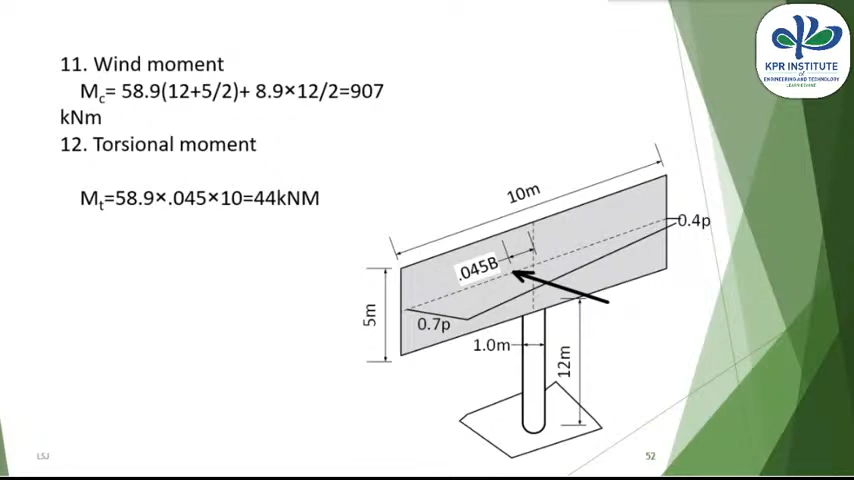 11. Wind moment
Mc= 58.9(12+5/2)+ 8.9×12/2=907
kNm
12. Torsional moment
Mt=58.9×.045×10=44kNM
10m
0.4p
.045B
5m
0.7p
1.0m
12m
KPR INSTITUTE
of
ENGINEERING AND TECHNOLOGY
LSJ
52